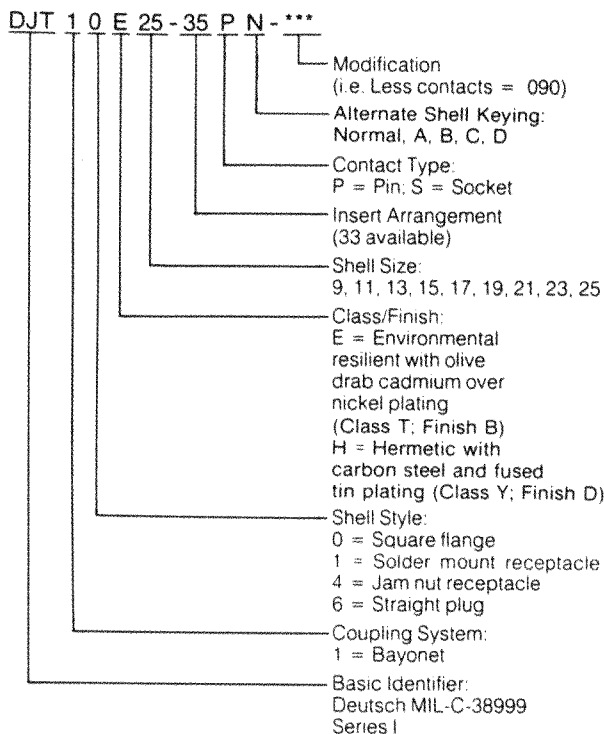 DJT 1 0 E 25 - 35 P N - ***
Modification
(i.e. Less contacts = 090)
Alternate Shell Keying:
Normal, A, B, C, D
Contact Type:
P = Pin; S = Socket
Insert Arrangement
(33 available)
Shell Size:
9, 11, 13, 15, 17, 19, 21, 23, 25
Class/Finish:
E = Environmental
resilient with olive
drab cadmium over
nickel plating
(Class T; Finish B)
H = Hermetic with
carbon steel and fused
tin plating (Class Y; Finish D)
Shell Style:
0 = Square flange
1 = Solder mount receptacle
4 = Jam nut receptacle
6 = Straight plug
Coupling System:
1 = Bayonet
Basic Identifier:
Deutsch MIL-C-38999
Series I